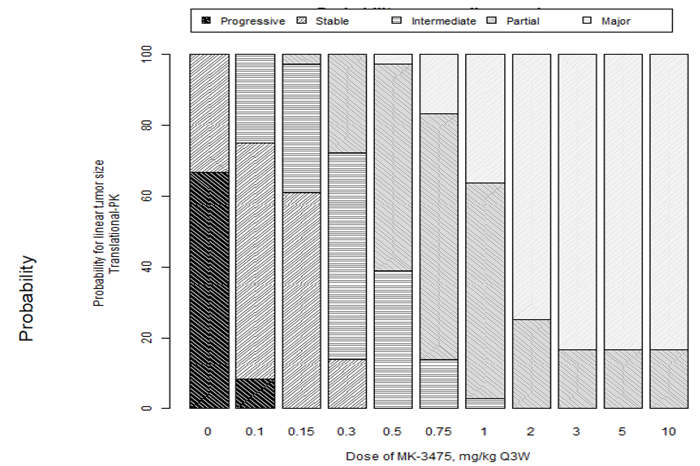 Progressive Stable Intermediate Partial Major
100
80
60
40
20
0
Probability
Probability for linear tumor size
Translational-PK
0 0.1 0.15 0.3 0.5 0.75 1 2 3 5 10
Dose of MK-3475, mg/kg Q3W